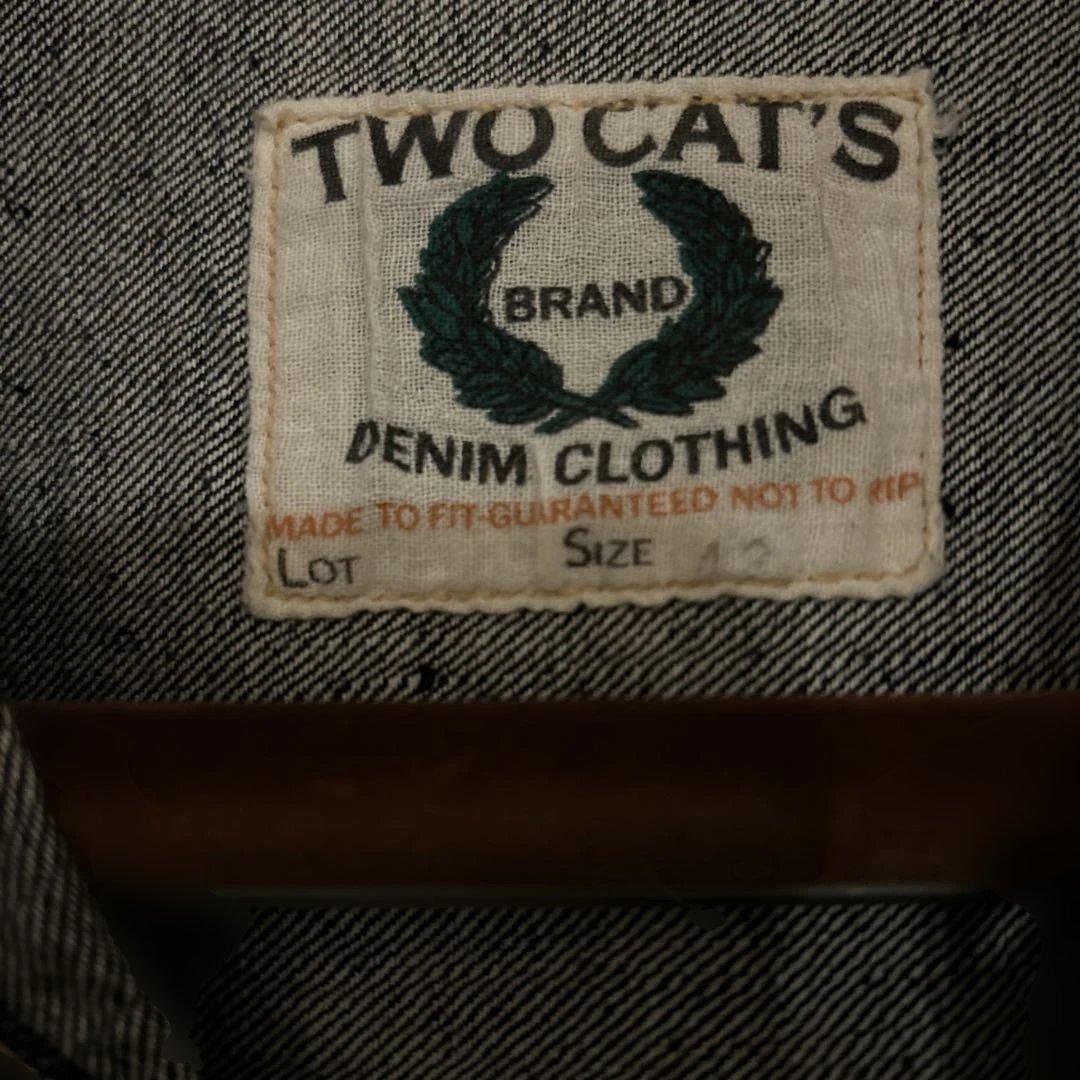 TWO CAT'S
BRAND
DENIM CLOTHING
MADE TO FIT-GUARANTEED NOT TO RIP
LOT SIZE